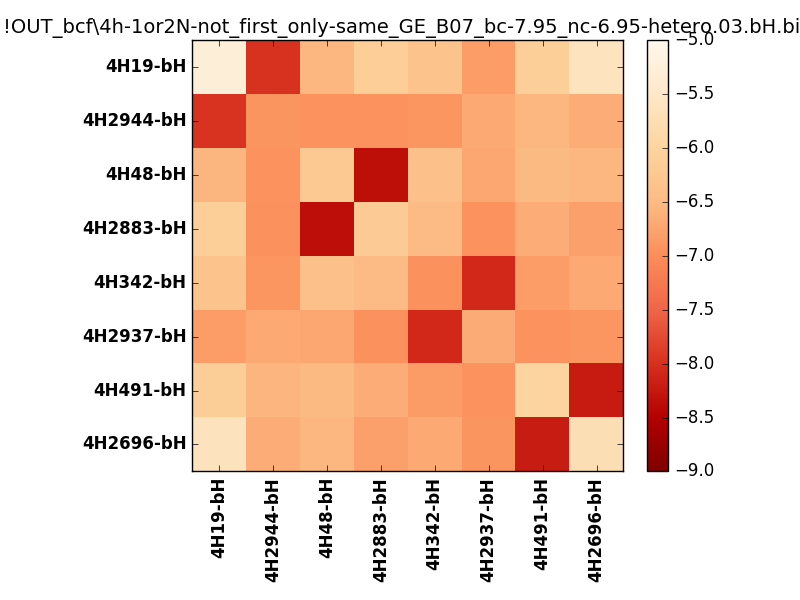 !OUT_bcf\4h-1or2N-not_first_only-same_GE_B07_bc-7.95_nc-6.95-hetero.03.bH.bi
4H19-bH
4H2944-bH
4H48-bH
4H2883-bH
4H342-bH
4H2937-bH
4H491-bH
4H2696-bH
−5.0
−5.5
−6.0
−6.5
−7.0
−7.5
−8.0
−8.5
−9.0
4H19-bH
4H2944-bH
4H48-bH
4H2883-bH
4H342-bH
4H2937-bH
4H491-bH
4H2696-bH